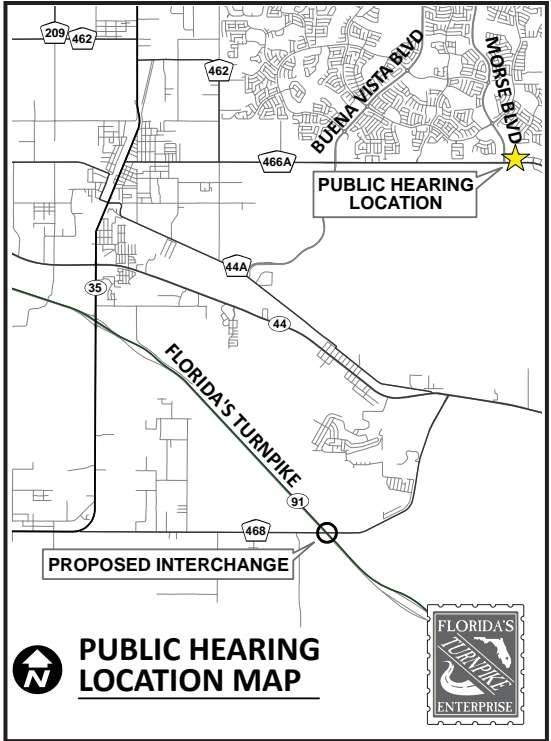 209
462
462
BUENA VISTA BLVD
MORSE BLVD
466A
PUBLIC HEARING
LOCATION
44A
35
44
FLORIDA'S TURNPIKE
91
468
PROPOSED INTERCHANGE
N
PUBLIC HEARING
LOCATION MAP
FLORIDA'S
TURNPIKE
ENTERPRISE